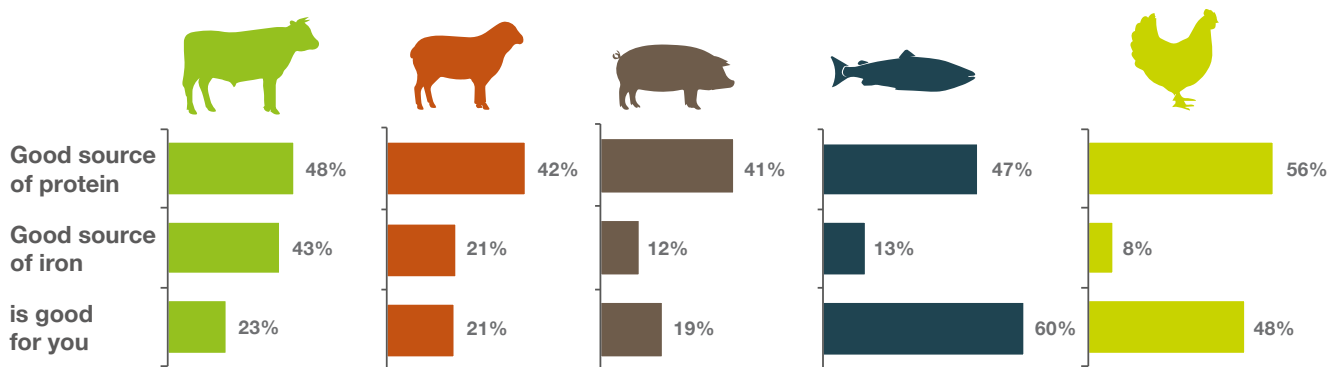 Good source
of protein
48%
42%
41%
47%
56%
Good source
of iron
43%
21%
12%
13%
8%
is good
for you
23%
21%
19%
60%
48%